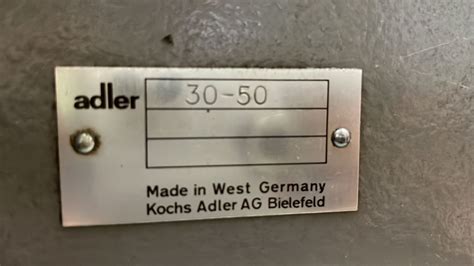 adler 30-50
Made in West Germany
Kochs Adler AG Bielefeld